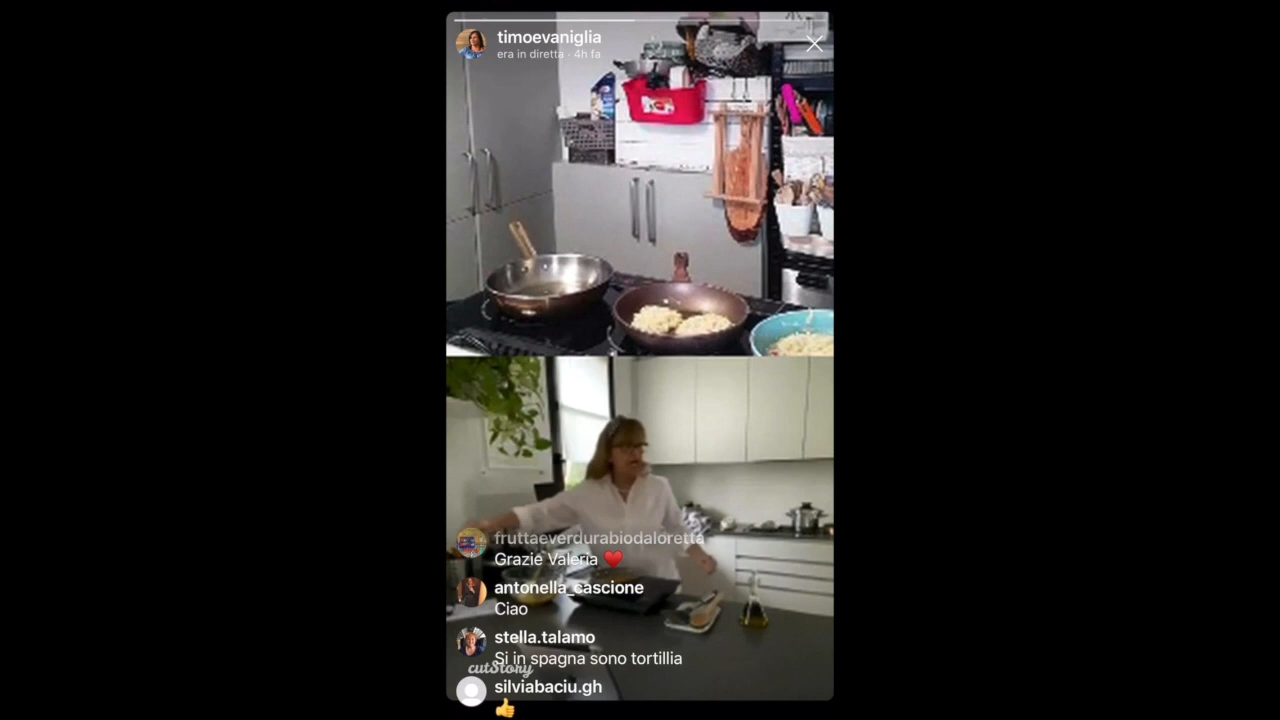 timoevaniglia
era in diretta · 4h fa
fruttaeverdurabiodaloretta
Grazie Valeria ❤️
antonella_cascione
Ciao
stella.talamo
Si in spagna sono tortillia
cutStory
silviabaciu.gh
👍